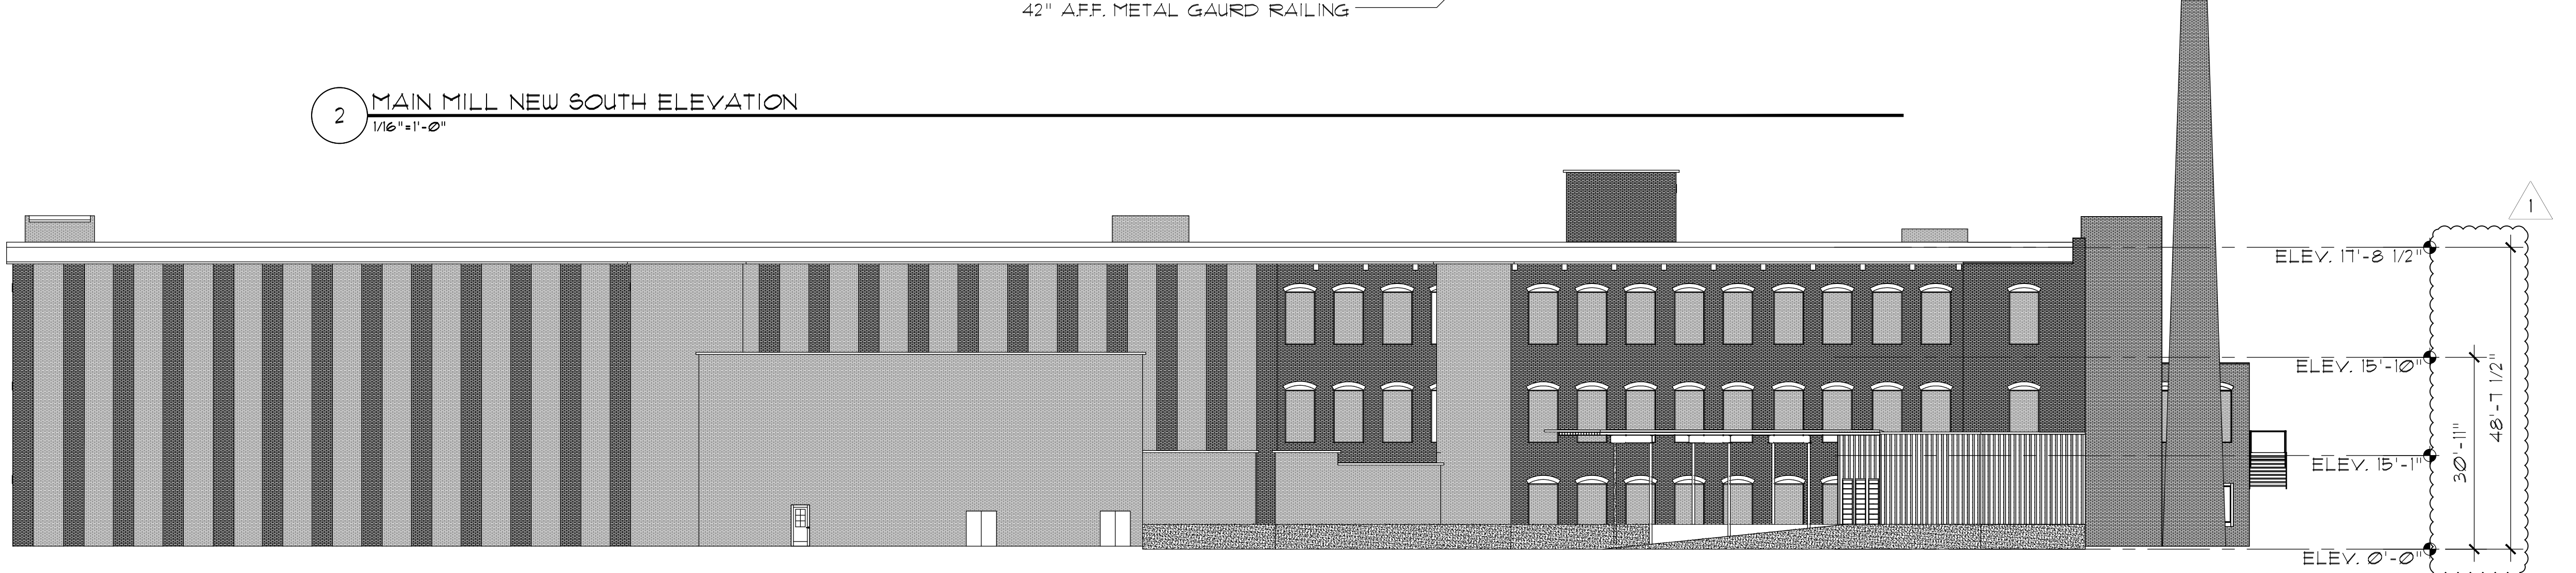 42" A.F.F. METAL GAURD RAILING
2
MAIN MILL NEW SOUTH ELEVATION
1/16"=1'-0"
1
ELEV. 17'-8 1/2"
ELEV. 15'-10"
48'-7 1/2"
30'-11"
ELEV. 15'-1"
ELEV. 0'-0"